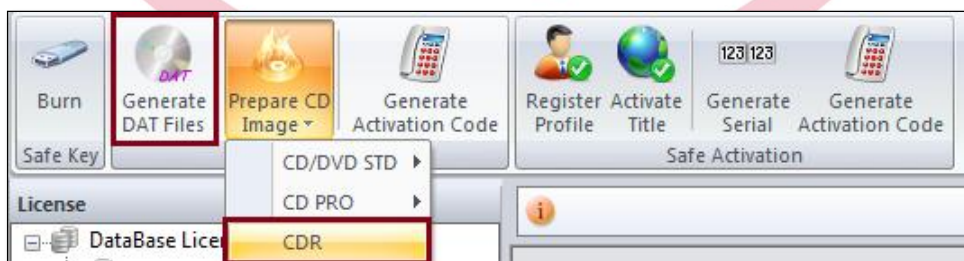 DAT
123 123
Burn
Generate DAT Files
Prepare CD Image
Generate Activation Code
Register Profile
Activate Title
Generate Serial
Generate Activation Code
Safe Key
Safe Activation
CD/DVD STD
License
CD PRO
i
DataBase Licen
CDR